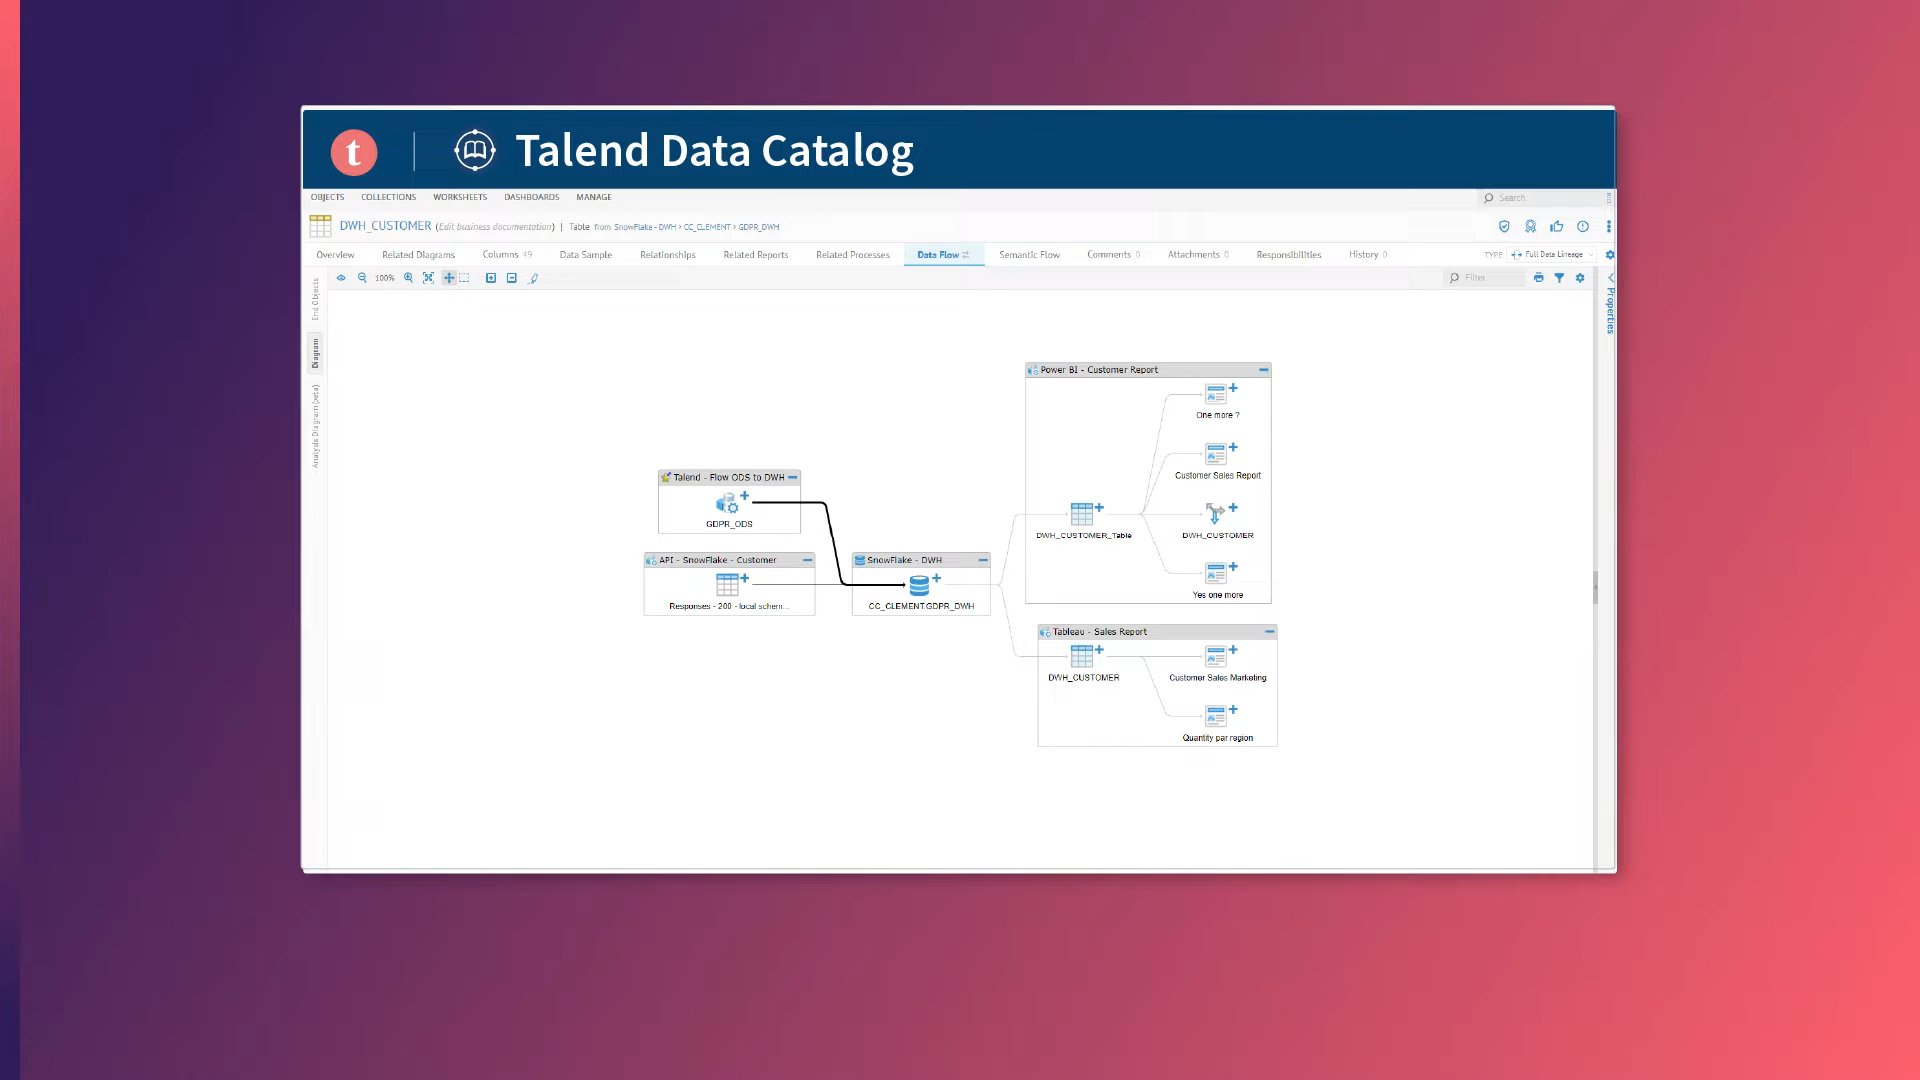 t
Talend Data Catalog
OBJECTS COLLECTIONS WORKSHEETS DASHBOARDS MANAGE Search
DWH_CUSTOMER (Edit business documentation) | Table from SnowFlake - DWH > CC_CLEMENT > GDPR_DWH
Overview Related Diagrams Columns 49 Data Sample Relationships Related Reports Related Processes Data Flow Semantic Flow Comments 0 Attachments 0 Responsibilities History 0 TYPE Full Data Lineage
100% Filter
End Objects
Diagram
Analysis Diagram (beta)
Properties
Power BI - Customer Report
One more ?
Customer Sales Report
DWH_CUSTOMER_Table
DWH_CUSTOMER
Yes one more
Talend - Flow ODS to DWH
GDPR_ODS
API - SnowFlake - Customer
Responses - 200 - local schem...
SnowFlake - DWH
CC_CLEMENT.GDPR_DWH
Tableau - Sales Report
DWH_CUSTOMER
Customer Sales Marketing
Quantity par region